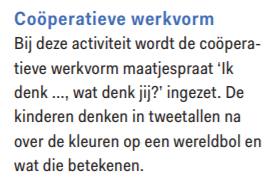 Coöperatieve werkvorm
Bij deze activiteit wordt de coöpera-
tieve werkvorm maatjespraat ‘Ik
denk ..., wat denk jij?’ ingezet. De
kinderen denken in tweetallen na
over de kleuren op een wereldbol en
wat die betekenen.